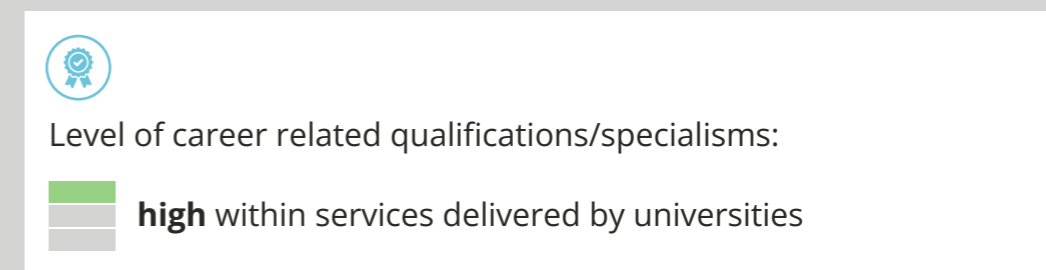 Level of career related qualifications/specialisms:
high within services delivered by universities